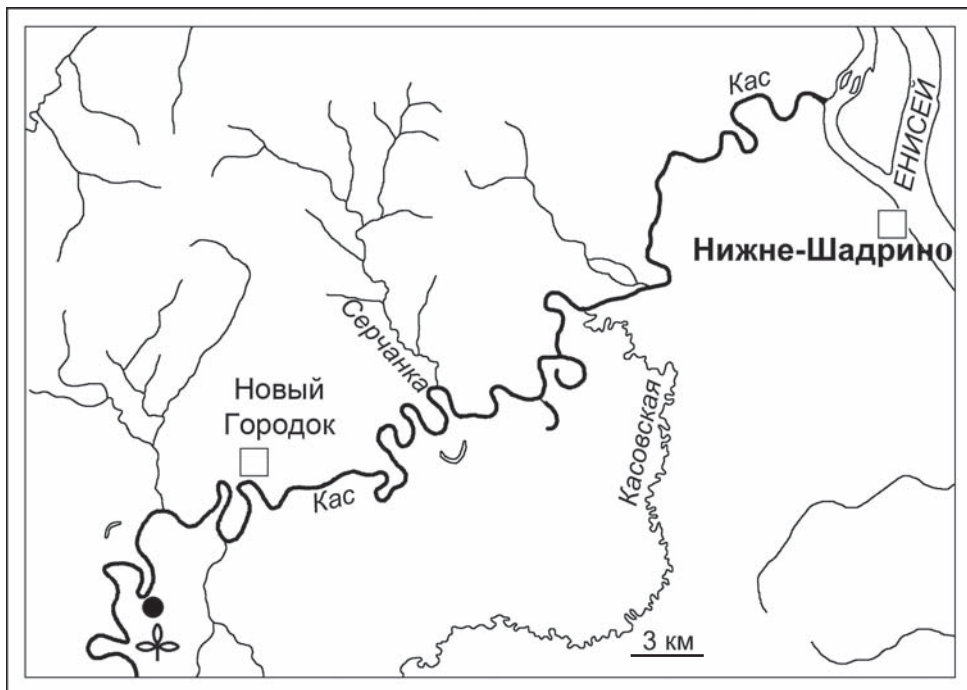 Кас
ЕНИСЕЙ
Нижне-Шадрино
Серчанка
Новый
Городок
Касовская
Кас
3 км